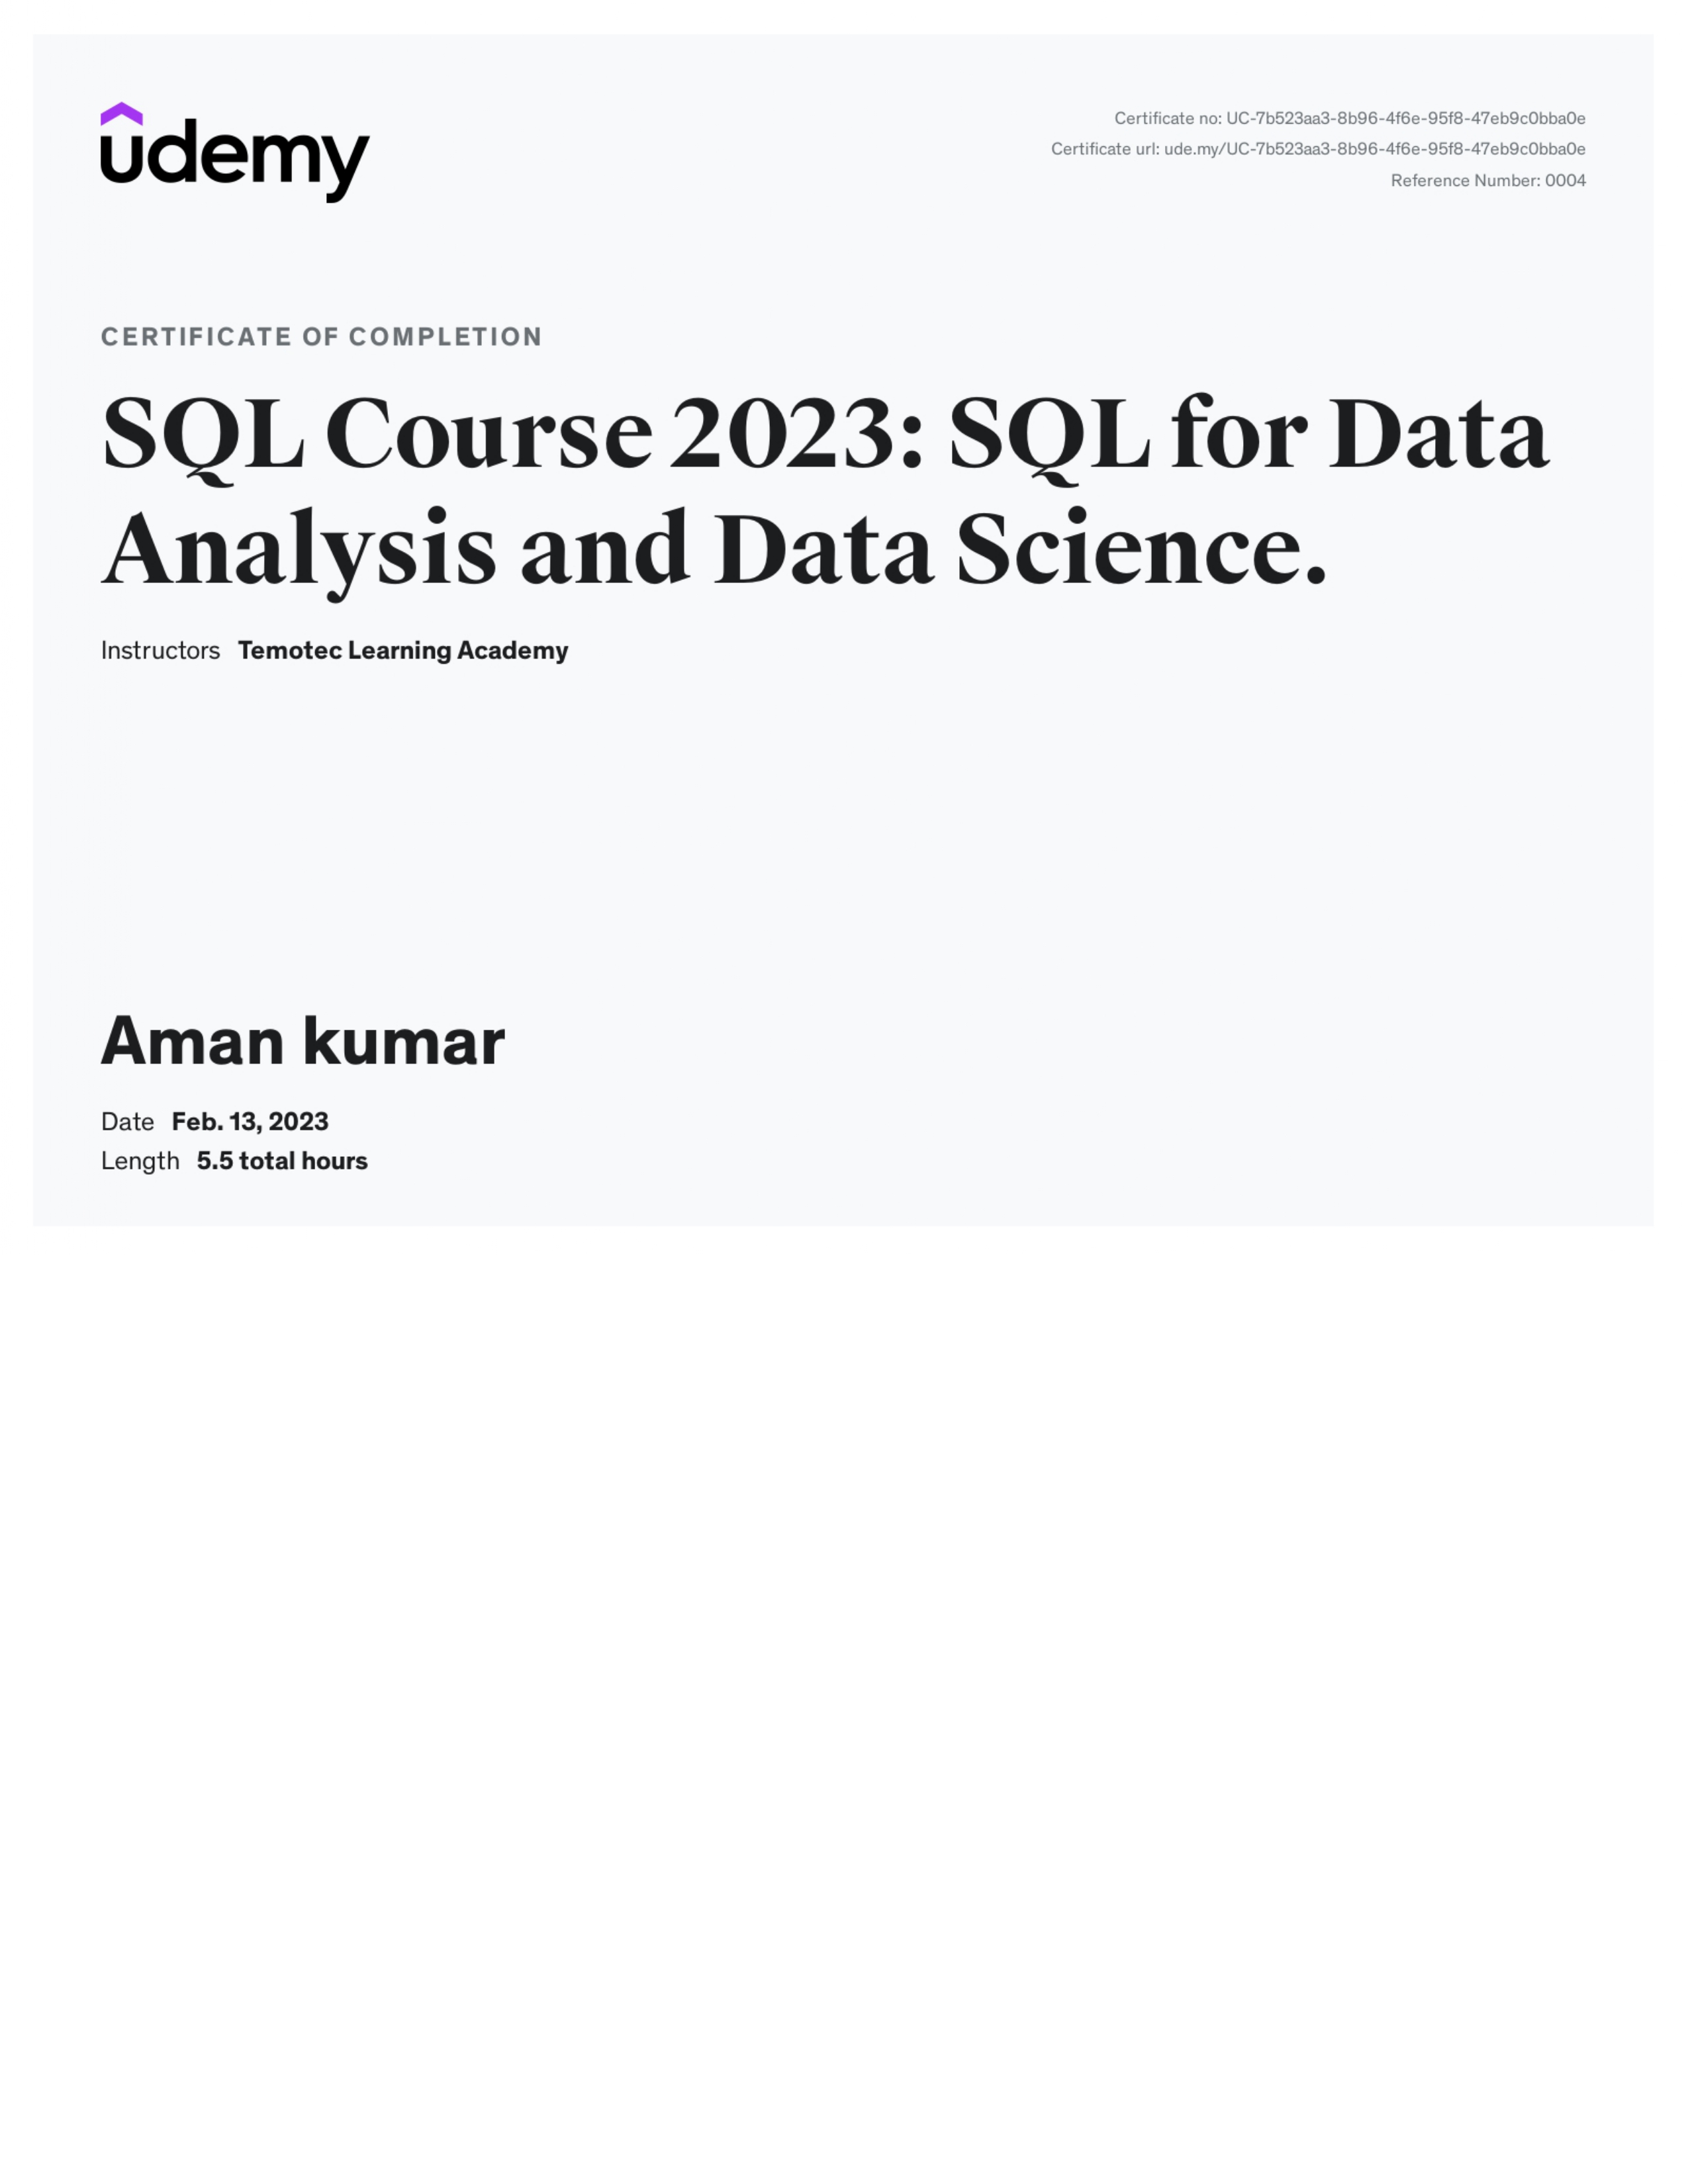 udemy
Certificate no: UC-7b523aa3-8b96-4f6e-95f8-47eb9c0bba0e
Certificate url: ude.my/UC-7b523aa3-8b96-4f6e-95f8-47eb9c0bba0e
Reference Number: 0004
CERTIFICATE OF COMPLETION
SQL Course 2023: SQL for Data
Analysis and Data Science.
Instructors Temotec Learning Academy
Aman kumar
Date Feb. 13, 2023
Length 5.5 total hours